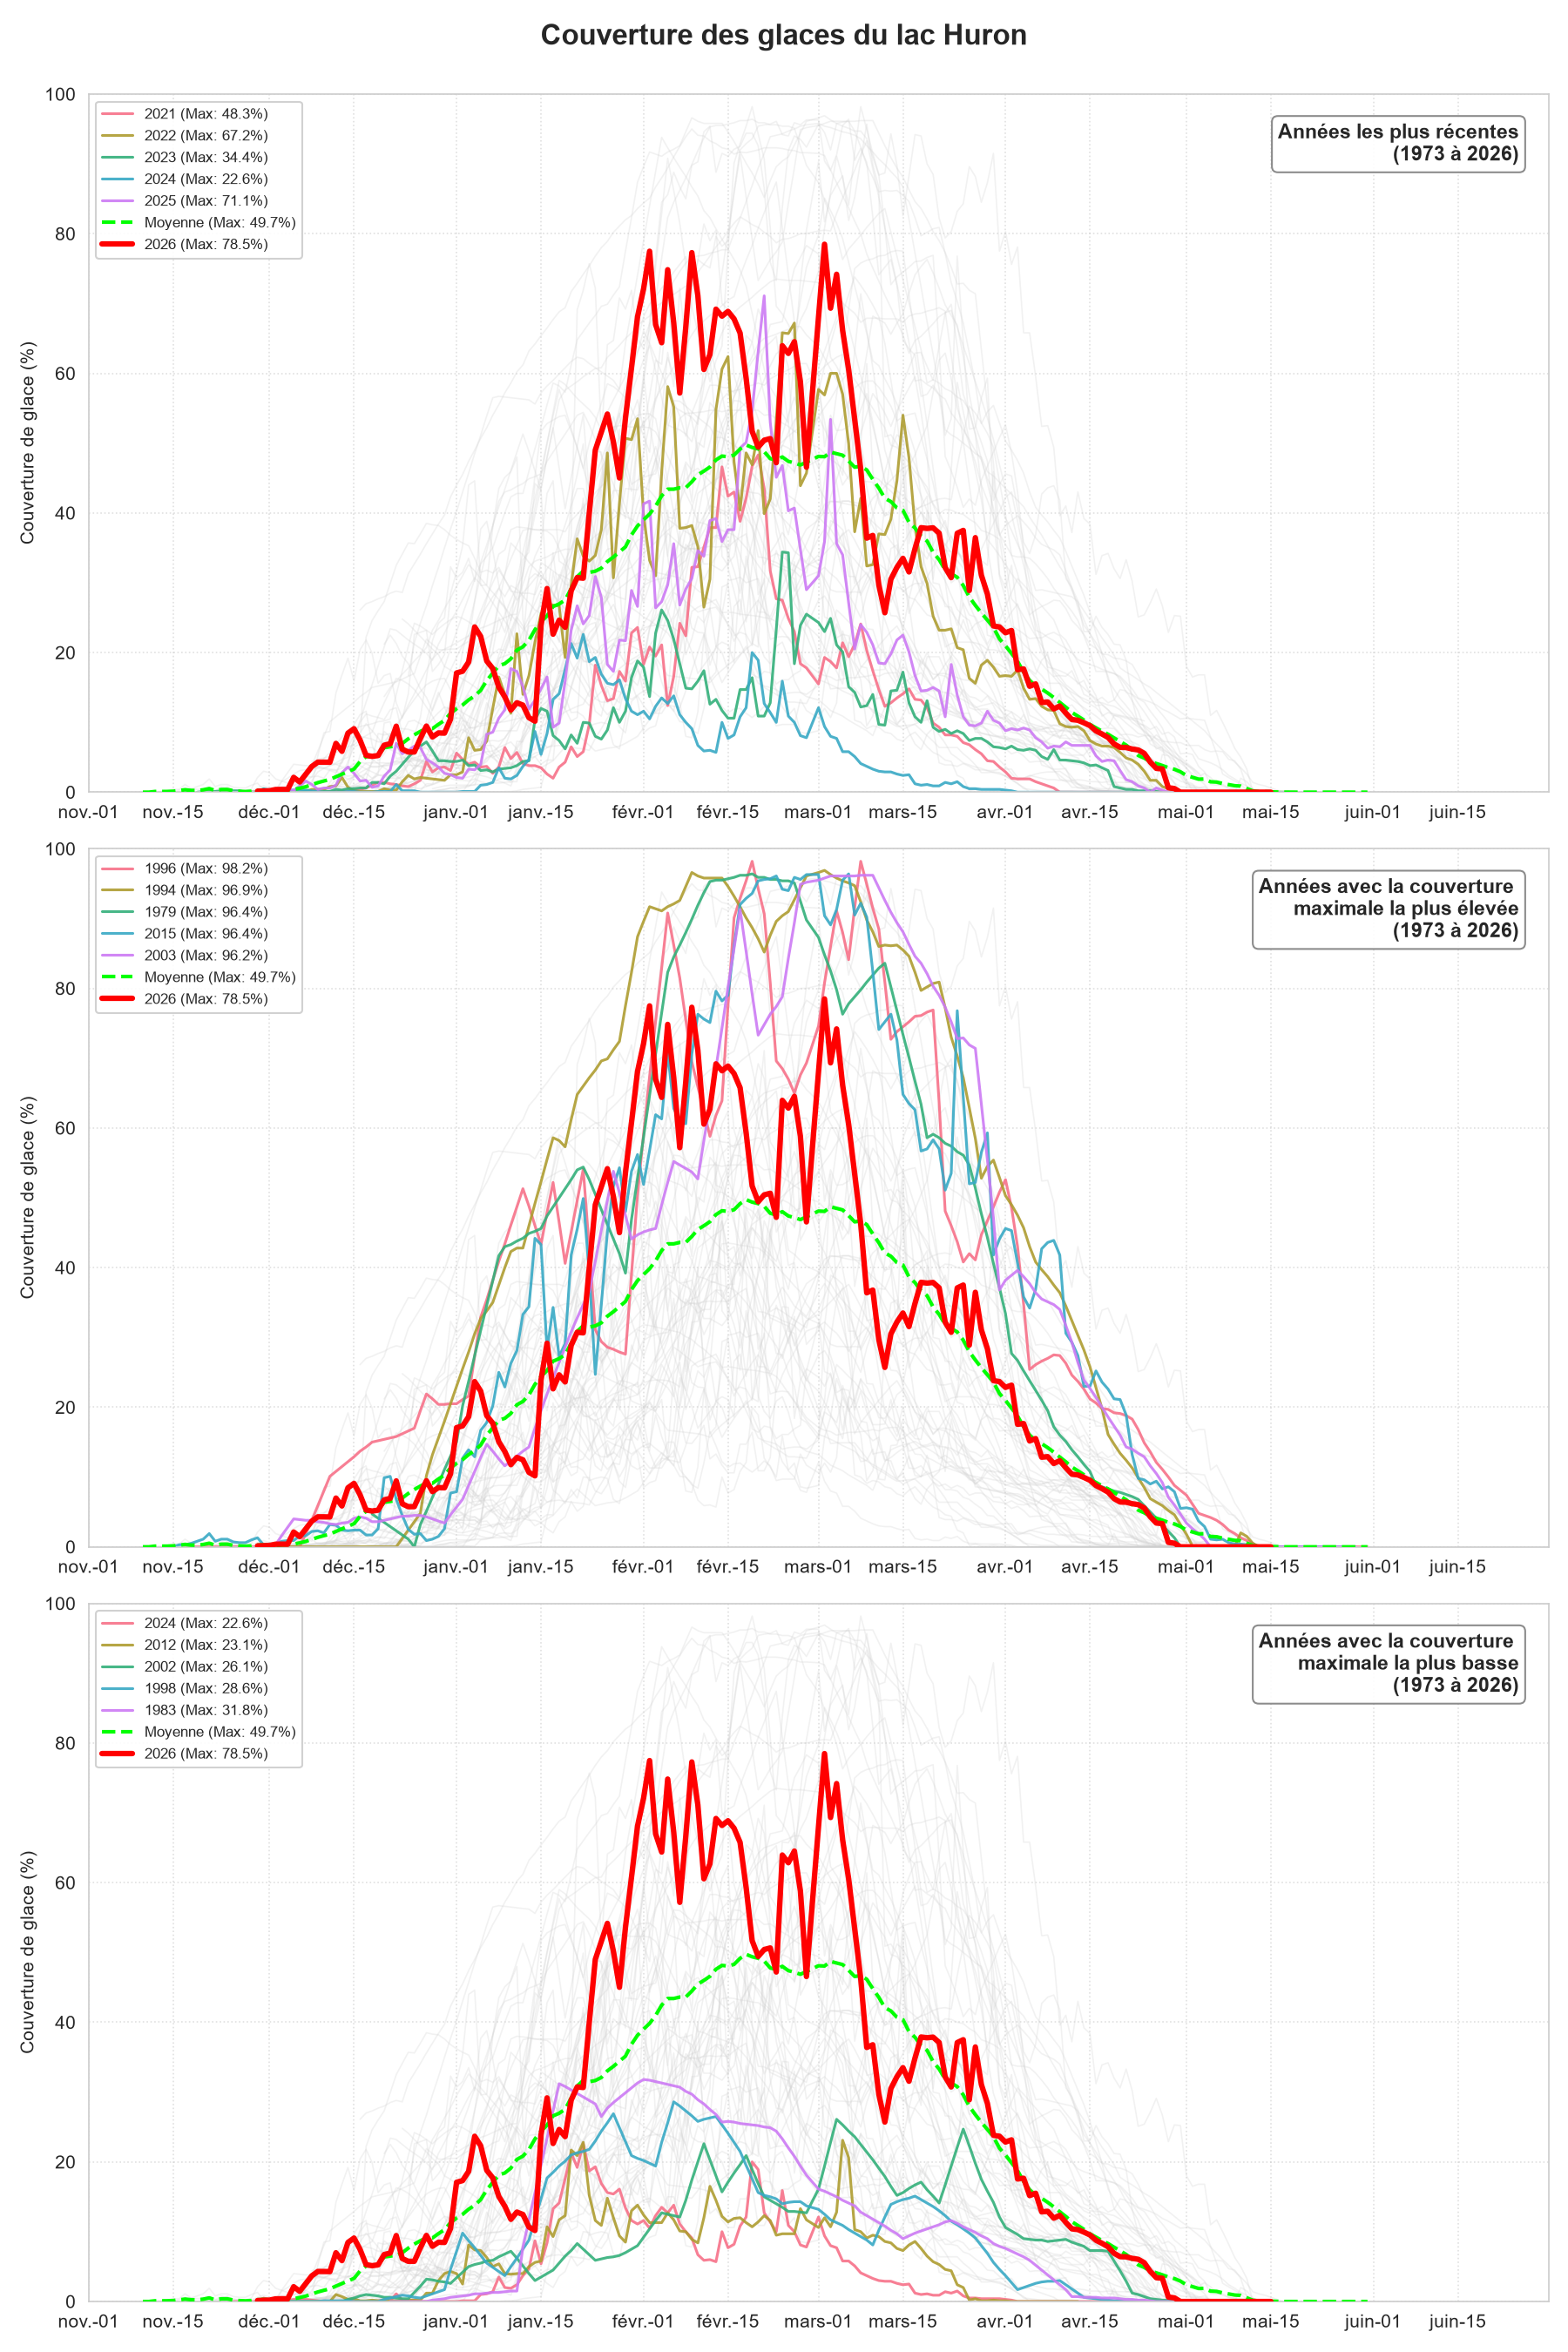 Couverture des glaces du lac Huron
100
80
60
40
20
0
Couverture de glace (%)
2021 (Max: 48.3%)
2022 (Max: 67.2%)
2023 (Max: 34.4%)
2024 (Max: 22.6%)
2025 (Max: 71.1%)
Moyenne (Max: 49.7%)
2026 (Max: 78.5%)
Années les plus récentes
(1973 à 2026)
nov.-01 nov.-15 déc.-01 déc.-15 janv.-01 janv.-15 févr.-01 févr.-15 mars-01 mars-15 avr.-01 avr.-15 mai-01 mai-15 juin-01 juin-15
100
80
60
40
20
0
Couverture de glace (%)
1996 (Max: 98.2%)
1994 (Max: 96.9%)
1979 (Max: 96.4%)
2015 (Max: 96.4%)
2003 (Max: 96.2%)
Moyenne (Max: 49.7%)
2026 (Max: 78.5%)
Années avec la couverture
maximale la plus élevée
(1973 à 2026)
nov.-01 nov.-15 déc.-01 déc.-15 janv.-01 janv.-15 févr.-01 févr.-15 mars-01 mars-15 avr.-01 avr.-15 mai-01 mai-15 juin-01 juin-15
100
80
60
40
20
0
Couverture de glace (%)
2024 (Max: 22.6%)
2012 (Max: 23.1%)
2002 (Max: 26.1%)
1998 (Max: 28.6%)
1983 (Max: 31.8%)
Moyenne (Max: 49.7%)
2026 (Max: 78.5%)
Années avec la couverture
maximale la plus basse
(1973 à 2026)
nov.-01 nov.-15 déc.-01 déc.-15 janv.-01 janv.-15 févr.-01 févr.-15 mars-01 mars-15 avr.-01 avr.-15 mai-01 mai-15 juin-01 juin-15